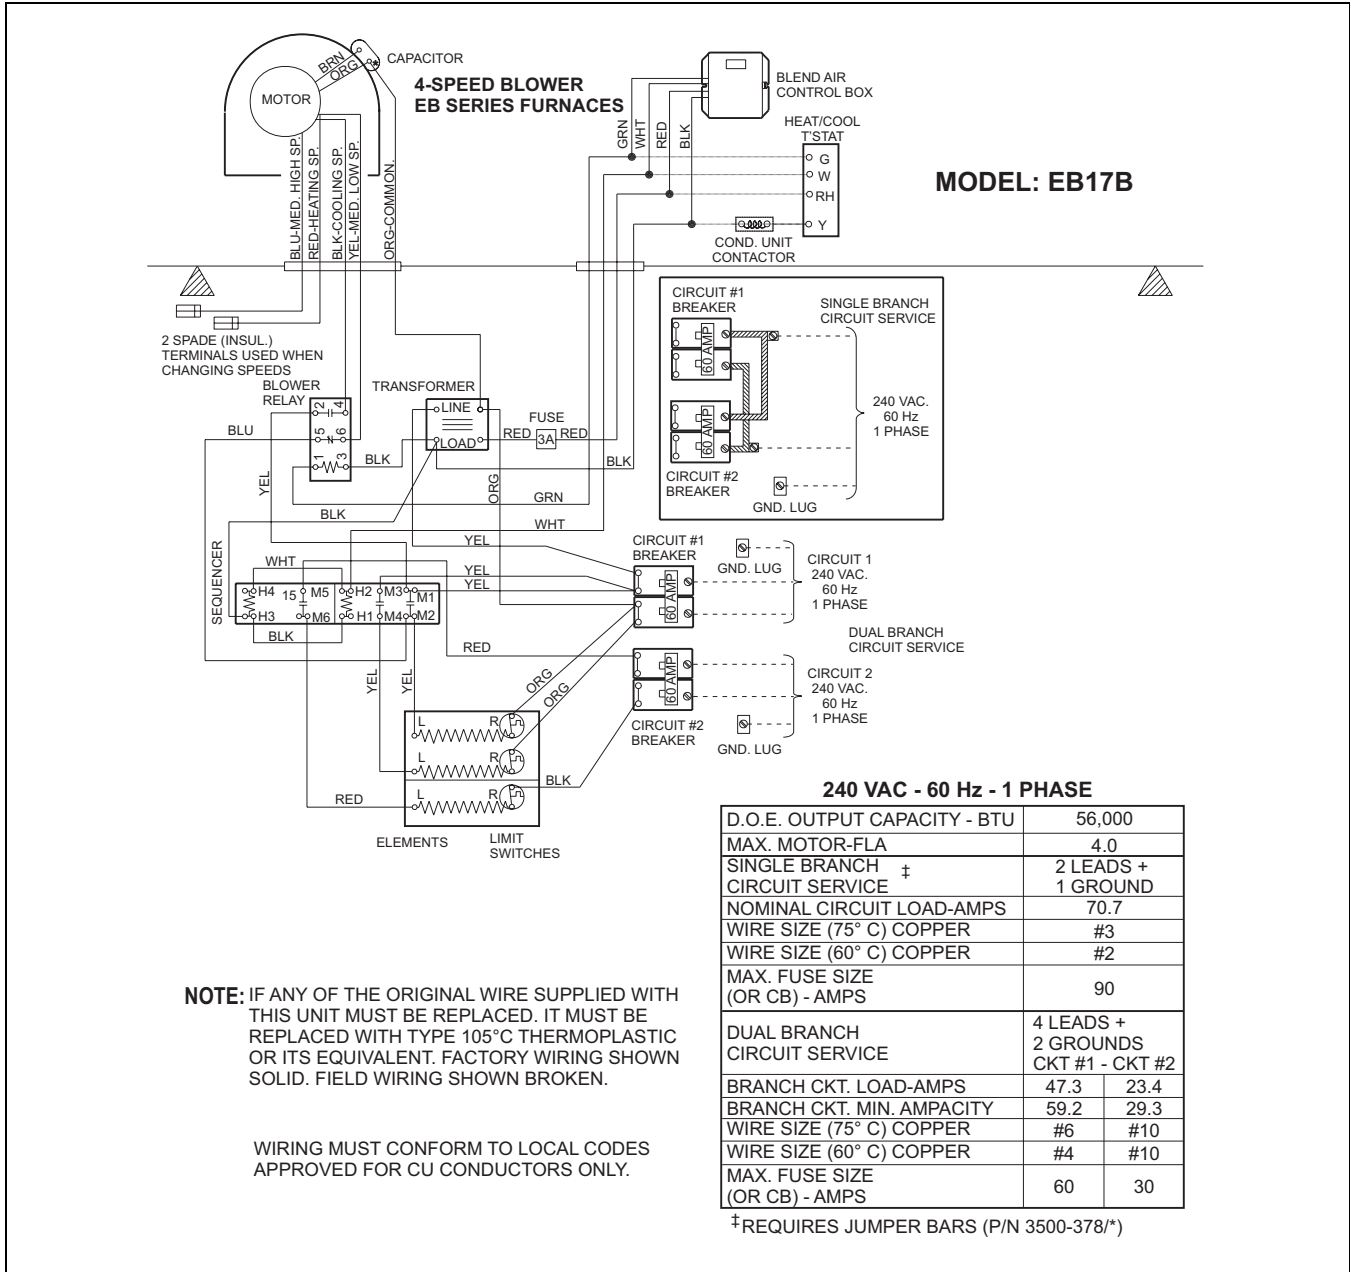 BRN
ORG
*
CAPACITOR
MOTOR
4-SPEED BLOWER
EB SERIES FURNACES
BLU-MED. HIGH SP.
RED-HEATING SP.
BLK-COOLING SP.
YEL-MED. LOW SP.
ORG-COMMON.
BLEND AIR
CONTROL BOX
GRN
WHT
RED
BLK
HEAT/COOL
T'STAT
G
W
RH
Y
COND. UNIT
CONTACTOR
MODEL: EB17B
2 SPADE (INSUL.)
TERMINALS USED WHEN
CHANGING SPEEDS
BLOWER
RELAY
2
4
5
6
1
3
BLU
YEL
BLK
TRANSFORMER
LINE
LOAD
FUSE
RED
3A
RED
BLK
ORG
GRN
BLK
WHT
YEL
YEL
YEL
CIRCUIT #1
BREAKER
60 AMP
60 AMP
CIRCUIT #2
BREAKER
SINGLE BRANCH
CIRCUIT SERVICE
240 VAC.
60 Hz
1 PHASE
GND. LUG
SEQUENCER
WHT
H4
15
M5
H2
M3
M1
H3
M6
H1
M4
M2
BLK
RED
YEL
YEL
ORG
ORG
CIRCUIT #1
BREAKER
60 AMP
GND. LUG
CIRCUIT 1
240 VAC.
60 Hz
1 PHASE
DUAL BRANCH
CIRCUIT SERVICE
60 AMP
CIRCUIT 2
240 VAC.
60 Hz
1 PHASE
CIRCUIT #2
BREAKER
GND. LUG
L
R
L
R
L
R
BLK
RED
ELEMENTS
LIMIT
SWITCHES
240 VAC - 60 Hz - 1 PHASE
D.O.E. OUTPUT CAPACITY - BTU 56,000
MAX. MOTOR-FLA 4.0
SINGLE BRANCH ‡ 2 LEADS +
CIRCUIT SERVICE 1 GROUND
NOMINAL CIRCUIT LOAD-AMPS 70.7
WIRE SIZE (75° C) COPPER #3
WIRE SIZE (60° C) COPPER #2
MAX. FUSE SIZE
(OR CB) - AMPS 90
DUAL BRANCH
CIRCUIT SERVICE
4 LEADS +
2 GROUNDS
CKT #1 - CKT #2
BRANCH CKT. LOAD-AMPS 47.3 23.4
BRANCH CKT. MIN. AMPACITY 59.2 29.3
WIRE SIZE (75° C) COPPER #6 #10
WIRE SIZE (60° C) COPPER #4 #10
MAX. FUSE SIZE
(OR CB) - AMPS 60 30
‡REQUIRES JUMPER BARS (P/N 3500-378/*)
NOTE: IF ANY OF THE ORIGINAL WIRE SUPPLIED WITH
THIS UNIT MUST BE REPLACED. IT MUST BE
REPLACED WITH TYPE 105°C THERMOPLASTIC
OR ITS EQUIVALENT. FACTORY WIRING SHOWN
SOLID. FIELD WIRING SHOWN BROKEN.
WIRING MUST CONFORM TO LOCAL CODES
APPROVED FOR CU CONDUCTORS ONLY.